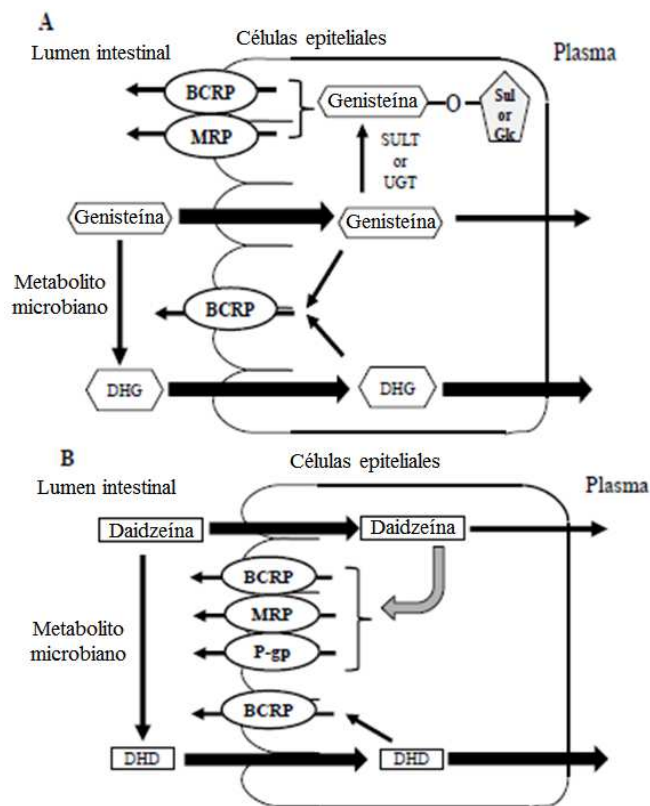 A
Lumen intestinal
Células epiteliales
Plasma
BCRP
MRP
Genisteína
O
Sul
or
Gk
SULT
or
UGT
Genisteína
Genisteína
Metabolito
microbiano
BCRP
DHG
DHG
B
Células epiteliales
Lumen intestinal
Plasma
Daidzeína
Daidzeína
BCRP
MRP
P-gp
Metabolito
microbiano
BCRP
DHD
DHD